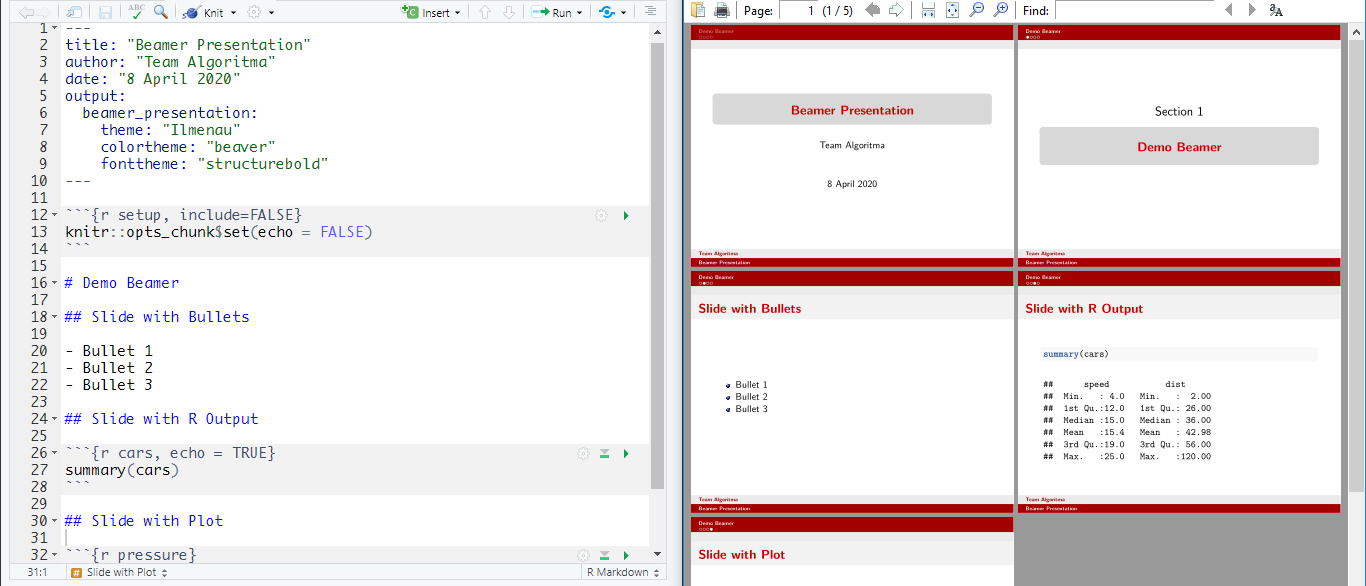 Knit
Insert
Run
1 ---
2 title: "Beamer Presentation"
3 author: "Team Algoritma"
4 date: "8 April 2020"
5 output:
6 beamer_presentation:
7 theme: "Ilmenau"
8 colortheme: "beaver"
9 fonttheme: "structurebold"
10 ---
11
12 ```{r setup, include=FALSE}
13 knitr::opts_chunk$set(echo = FALSE)
14 ```
15
16 # Demo Beamer
17
18 ## Slide with Bullets
19
20 - Bullet 1
21 - Bullet 2
22 - Bullet 3
23
24 ## Slide with R Output
25
26 ```{r cars, echo = TRUE}
27 summary(cars)
28 ```
29
30 ## Slide with Plot
31
32 ```{r pressure}
31:1 # Slide with Plot R Markdown
Page: 1 (1 / 5) Find:
Demo Beamer
Beamer Presentation
Team Algoritma
8 April 2020
Team Algoritma
Beamer Presentation
Demo Beamer
Section 1
Demo Beamer
Team Algoritma
Beamer Presentation
Demo Beamer
Slide with Bullets
Bullet 1
Bullet 2
Bullet 3
Team Algoritma
Beamer Presentation
Demo Beamer
Slide with R Output
summary(cars)
## speed dist
## Min. : 4.0 Min. : 2.00
## 1st Qu.:12.0 1st Qu.: 26.00
## Median :15.0 Median : 36.00
## Mean :15.4 Mean : 42.98
## 3rd Qu.:19.0 3rd Qu.: 56.00
## Max. :25.0 Max. :120.00
Team Algoritma
Beamer Presentation
Demo Beamer
Slide with Plot